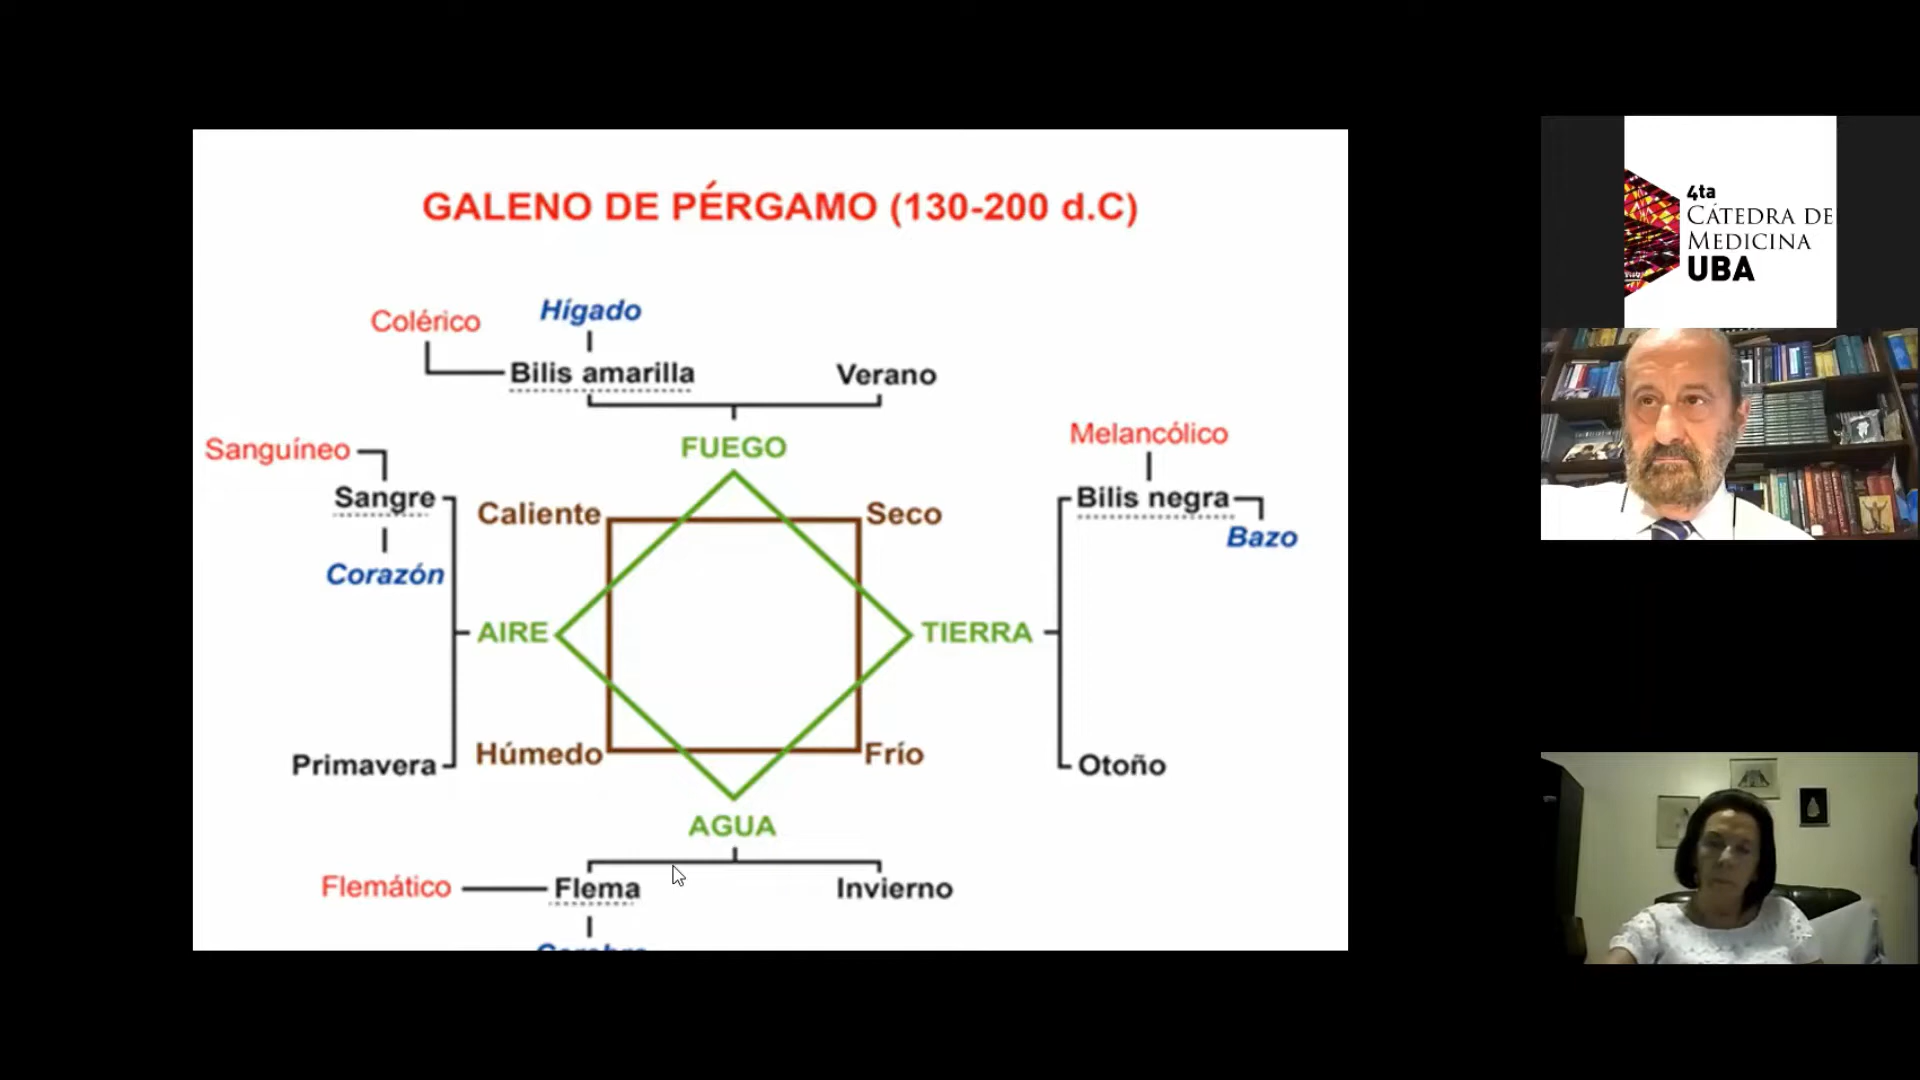 GALENO DE PÉRGAMO (130-200 d.C)
Colérico
Hígado
Bilis amarilla
Verano
FUEGO
Sanguíneo
Sangre
Corazón
Caliente
Seco
Melancólico
Bilis negra
Bazo
AIRE
TIERRA
Primavera
Húmedo
Frío
Otoño
AGUA
Flemático
Flema
Invierno
4ta
CÁTEDRA DE
MEDICINA
UBA